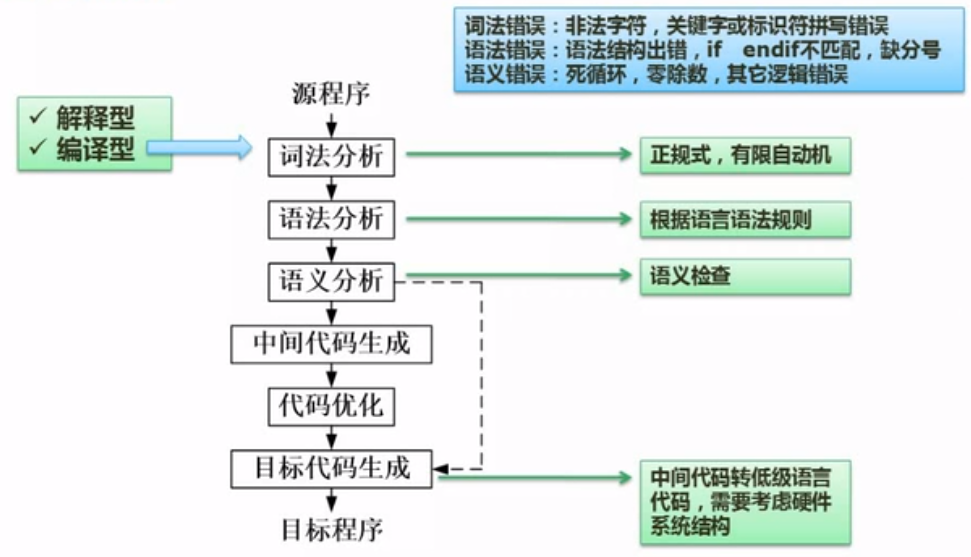 词法错误：非法字符，关键字或标识符拼写错误
语法错误：语法结构出错，if endif不匹配，缺分号
语义错误：死循环，零除数，其它逻辑错误
✓ 解释型
✓ 编译型
源程序
词法分析
正规式，有限自动机
语法分析
根据语言语法规则
语义分析
语义检查
中间代码生成
代码优化
目标代码生成
中间代码转低级语言
代码，需要考虑硬件
系统结构
目标程序